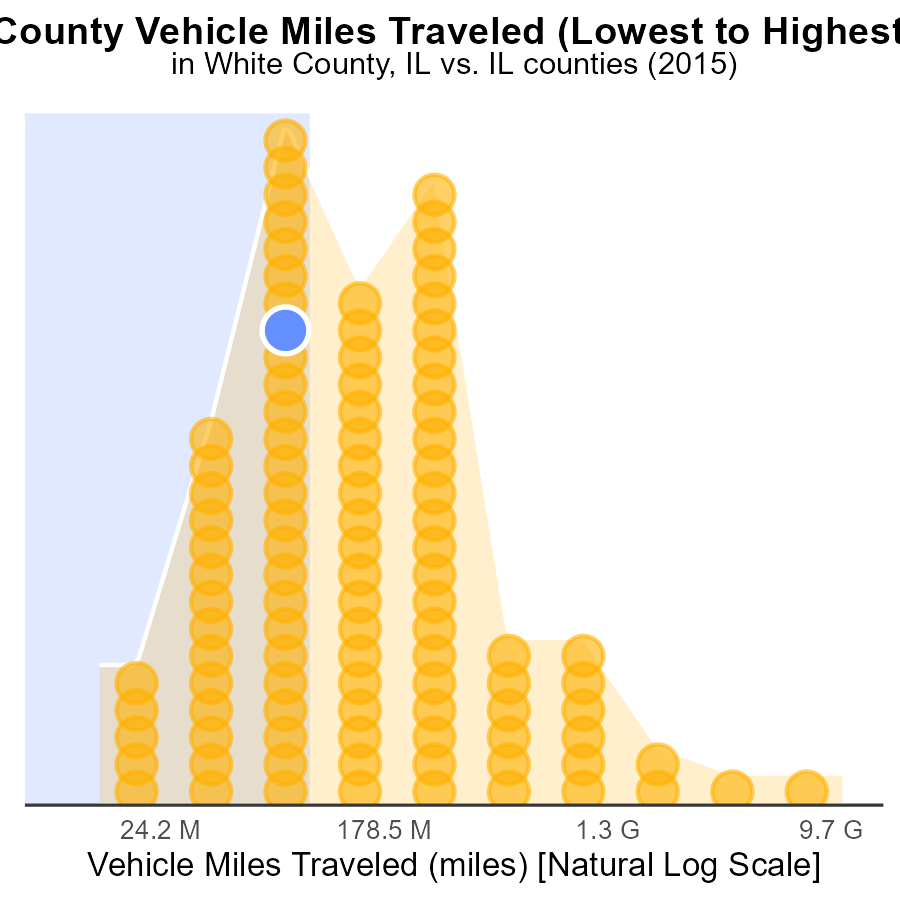 County Vehicle Miles Traveled (Lowest to Highest
in White County, IL vs. IL counties (2015)
24.2 M 178.5 M 1.3 G 9.7 G
Vehicle Miles Traveled (miles) [Natural Log Scale]